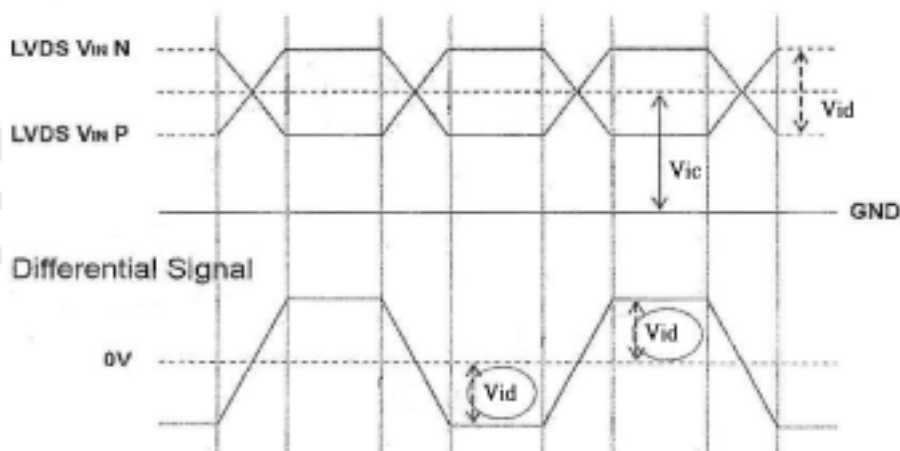 LVDS VIN N
Vid
LVDS VIN P
Vic
GND
Differential Signal
Vid
0V
Vid